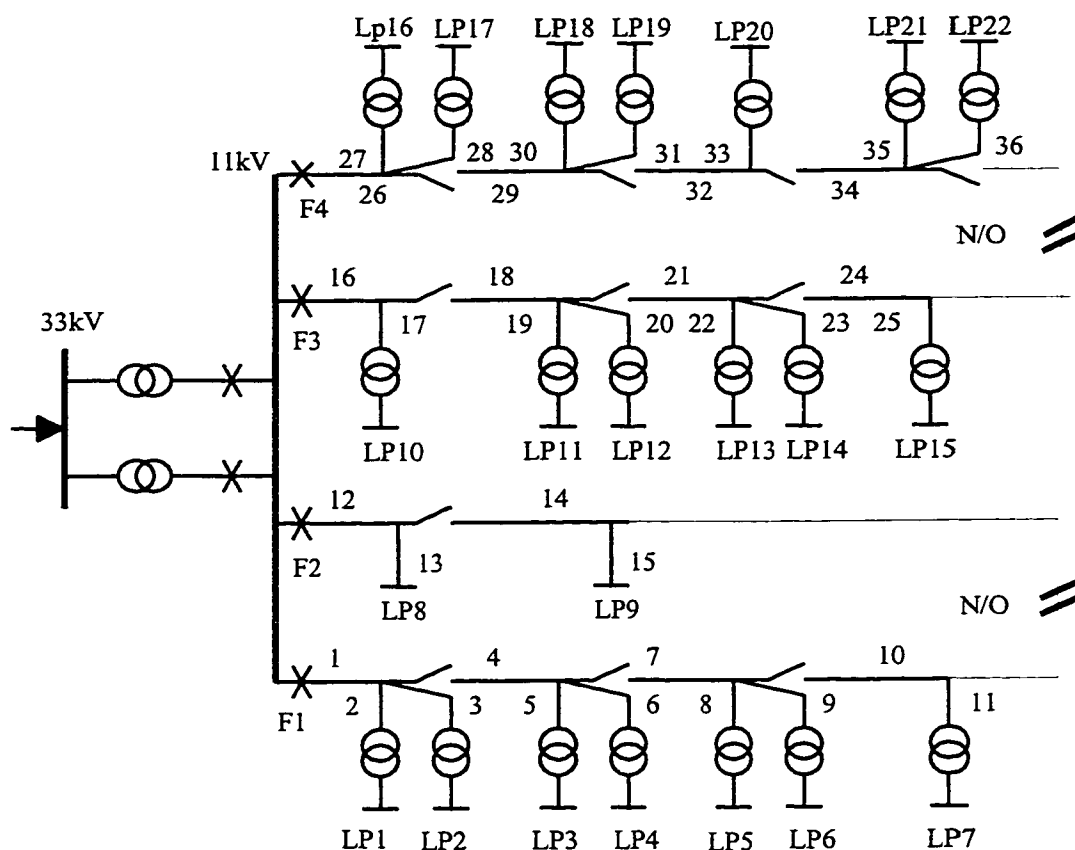 Lp16 LP17 LP18 LP19 LP20 LP21 LP22
11kV 27 28 30 31 33 35 36
F4 26 29 32 34
N/O
16 18 21 24
33kV F3 17 19 20 22 23 25
LP10 LP11 LP12 LP13 LP14 LP15
12 14
F2 13 15
LP8 LP9 N/O
1 4 7 10
F1 2 3 5 6 8 9 11
LP1 LP2 LP3 LP4 LP5 LP6 LP7